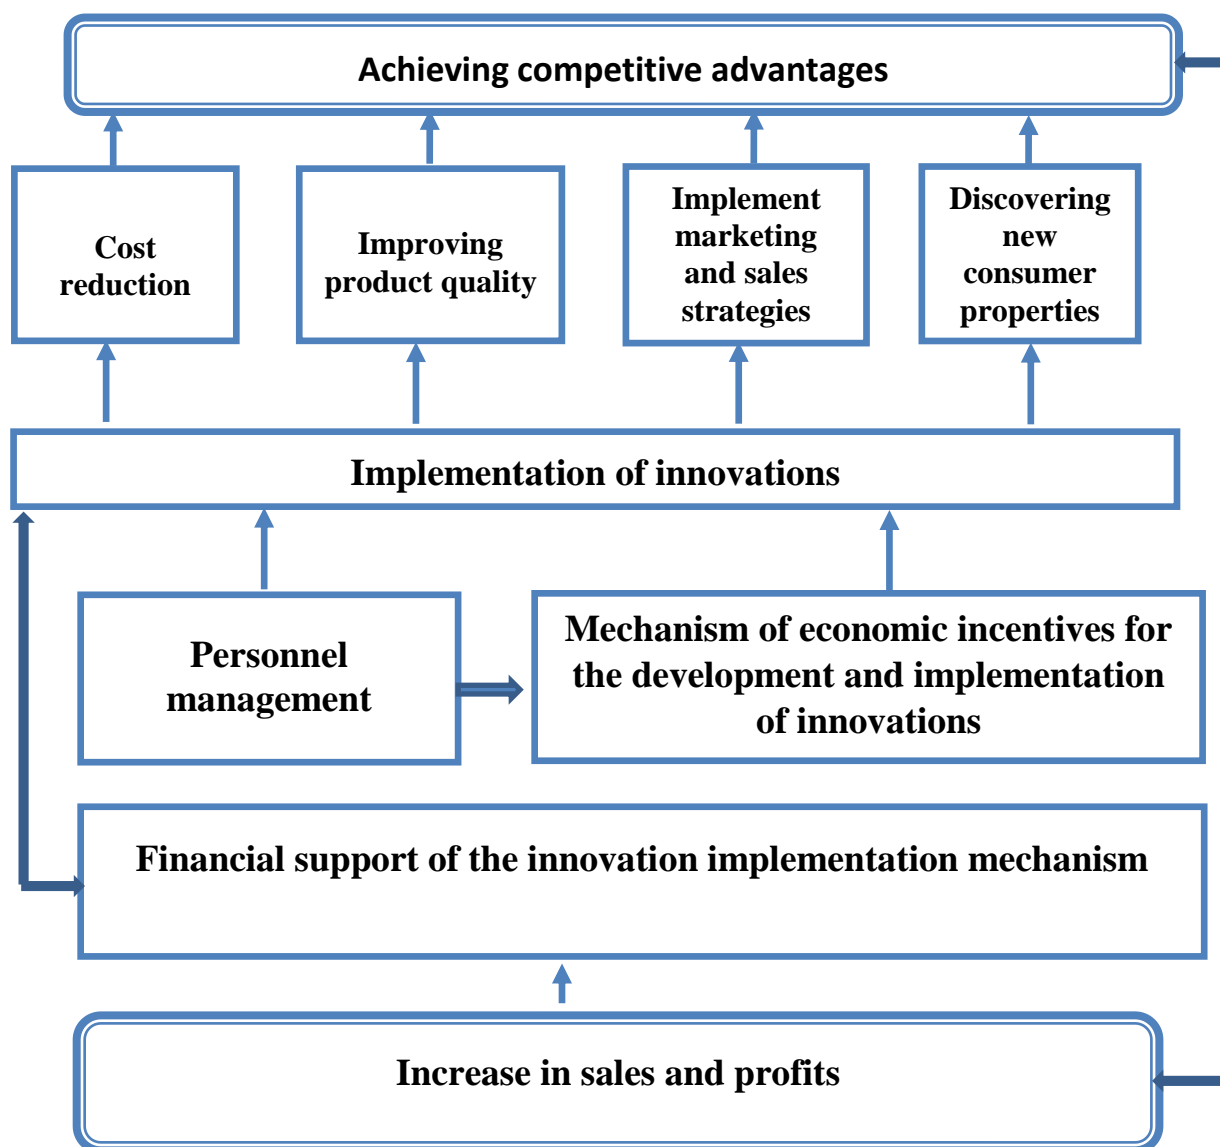 Achieving competitive advantages
Cost
reduction
Improving
product quality
Implement
marketing
and sales
strategies
Discovering
new
consumer
properties
Implementation of innovations
Personnel
management
Mechanism of economic incentives for
the development and implementation
of innovations
Financial support of the innovation implementation mechanism
Increase in sales and profits